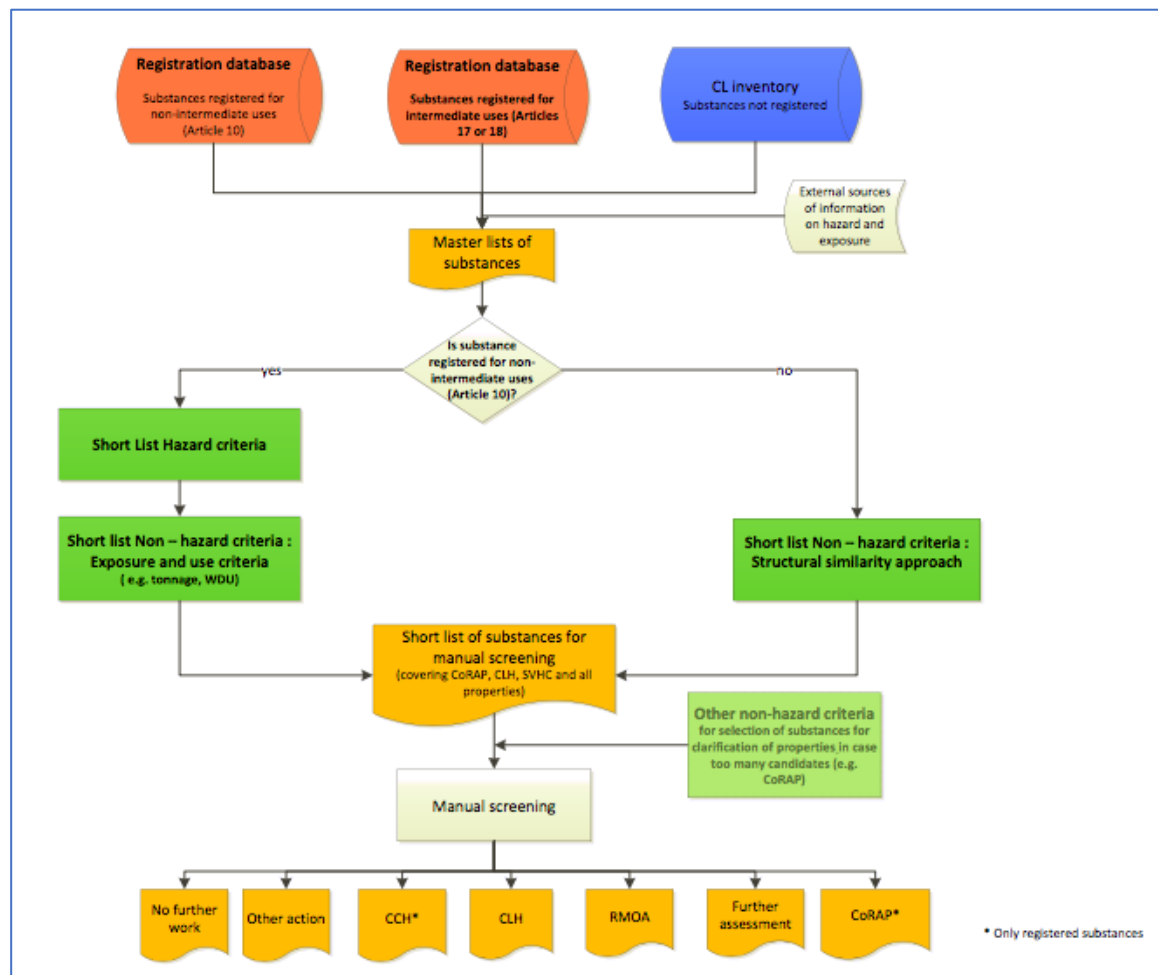 Registration database
Substances registered for
non-intermediate uses
(Article 10)
Registration database
Substances registered for
intermediate uses (Articles
17 or 18)
CL inventory
Substances not registered
External sources
of information
on hazard and
exposure
Master lists of
substances
Is substance
registered for non-
intermediate uses
(Article 10)?
yes
no
Short List Hazard criteria
Short list Non – hazard criteria :
Exposure and use criteria
( e.g. tonnage, WDU)
Short list Non – hazard criteria :
Structural similarity approach
Short list of substances for
manual screening
(covering CoRAP, CLH, SVHC and all
properties)
Other non-hazard criteria
for selection of substances for
clarification of properties in case
too many candidates (e.g.
CoRAP)
Manual screening
No further
work
Other action
CCH*
CLH
RMOA
Further
assessment
CoRAP*
* Only registered substances